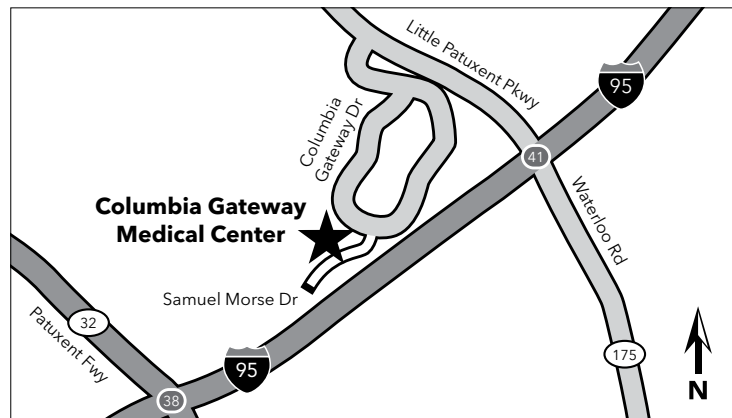 Little Patuxent Pkwy
95
Columbia
Gateway Dr
41
Columbia Gateway
Medical Center
Waterloo Rd
Samuel Morse Dr
32
Patuxent Fwy
175
95
38
N